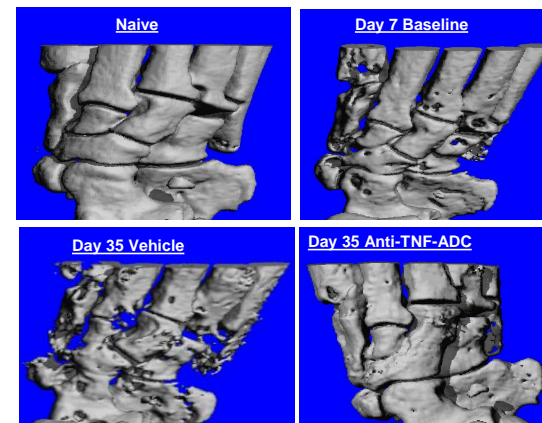 Naive
Day 7 Baseline
Day 35 Vehicle
Day 35 Anti-TNF-ADC